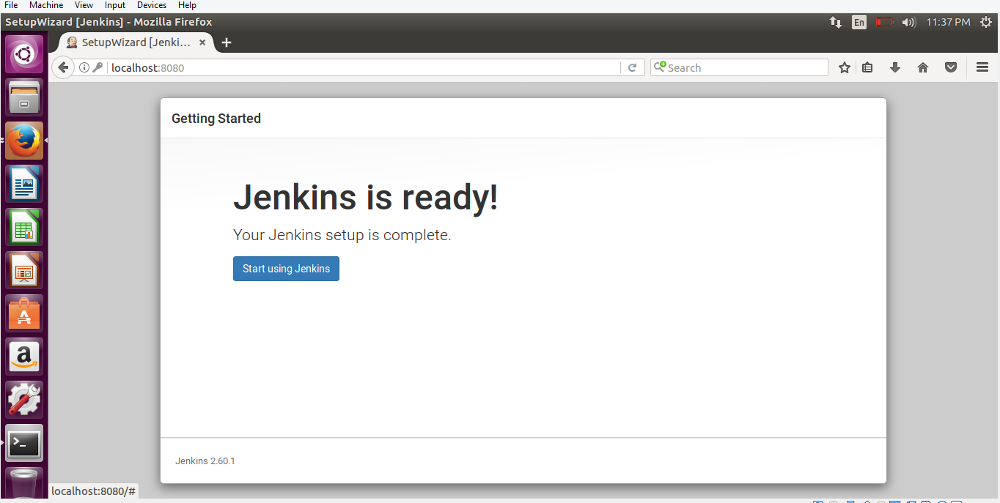 File Machine View Input Devices Help
SetupWizard [Jenkins] - Mozilla Firefox En 11:37 PM
SetupWizard [Jenki...
localhost:8080 Search
Getting Started
Jenkins is ready!
Your Jenkins setup is complete.
Start using Jenkins
Jenkins 2.60.1
localhost:8080/#